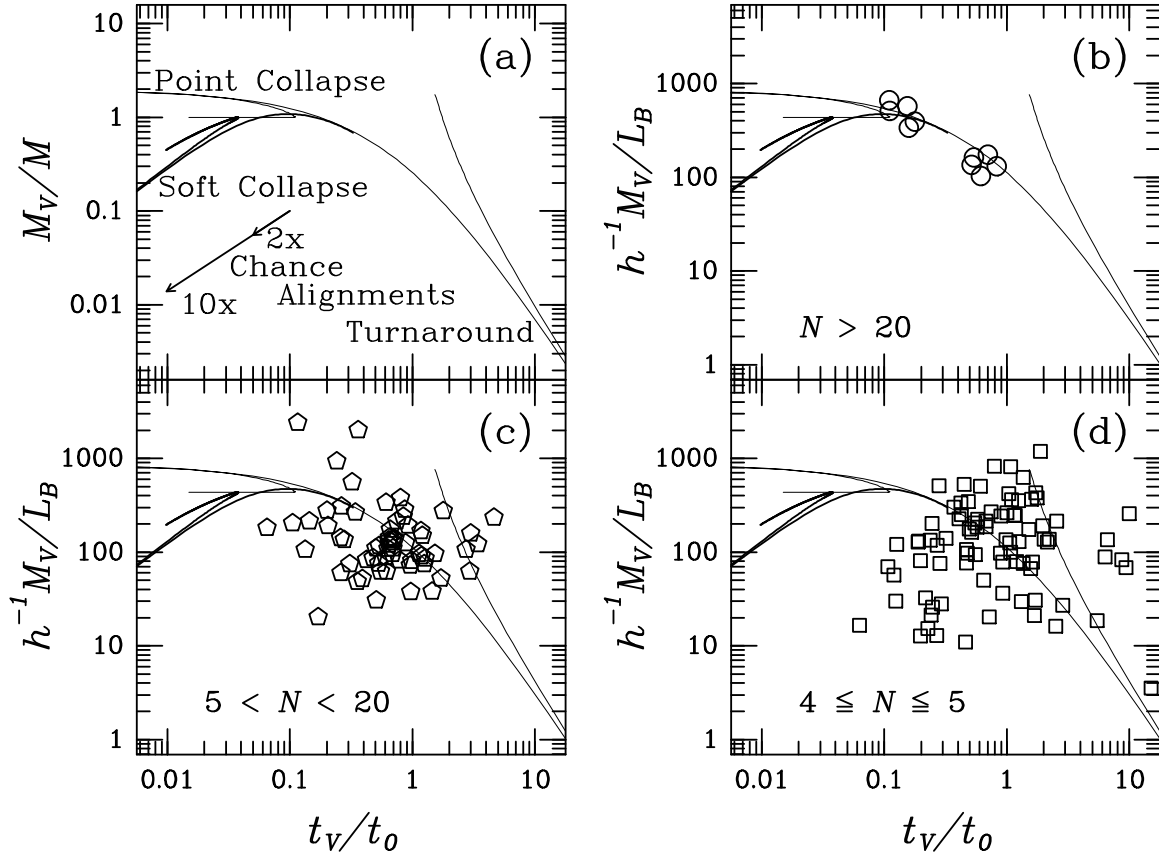 10
1
0.1
0.01
M_V/M
(a)
Point Collapse
Soft Collapse
2x
Chance
10x
Alignments
Turnaround
1000
100
10
1
h^{-1}M_V/L_B
(b)
N > 20
1000
100
10
1
h^{-1}M_V/L_B
(c)
5 < N < 20
0.01 0.1 1 10
t_V/t_0
1000
100
10
1
h^{-1}M_V/L_B
(d)
4 ≦ N ≦ 5
0.01 0.1 1 10
t_V/t_0